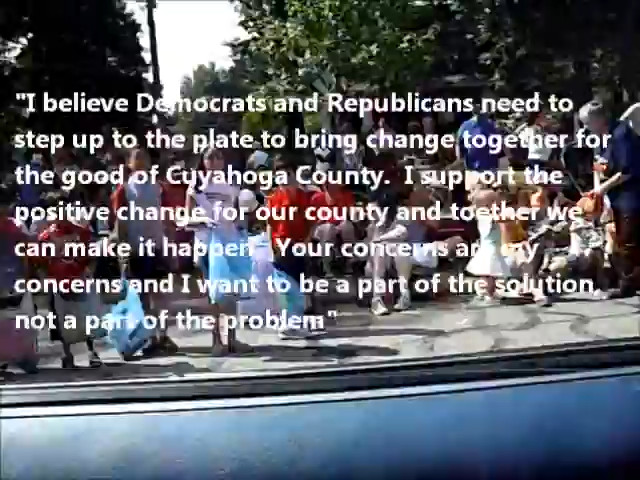 "I believe Democrats and Republicans need to
step up to the plate to bring change together for
the good of Cuyahoga County.  I support the
positive change for our county and toether we
can make it happen.  Your concerns are my
concerns and I want to be a part of the solution,
not a part of the problem"